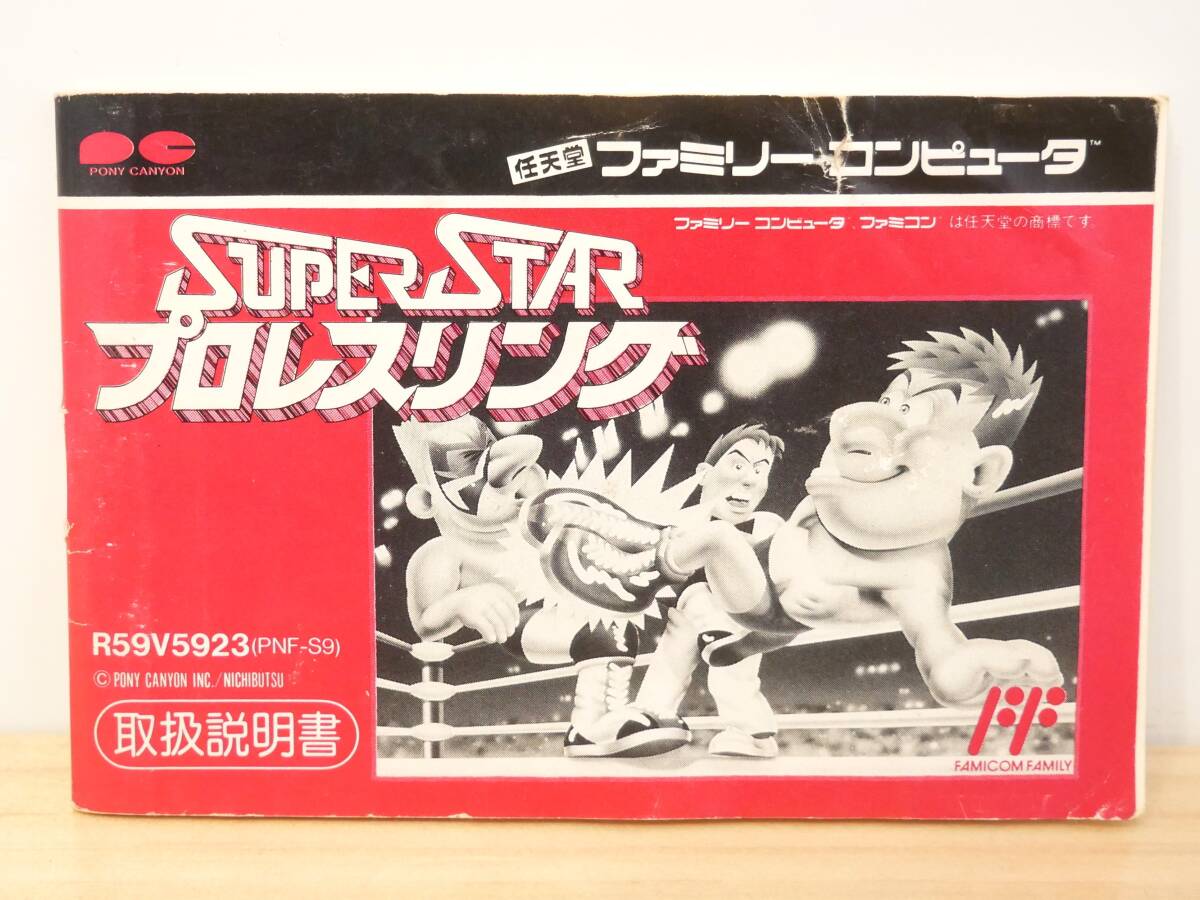 PONY CANYON
任天堂 ファミリーコンピュータ™
ファミリーコンピュータ、ファミコンは任天堂の商標です。
SUPER STAR
プロレスリング
R59V5923(PNF-S9)
© PONY CANYON INC./NICHIBUTSU
取扱説明書
FAMICOM FAMILY